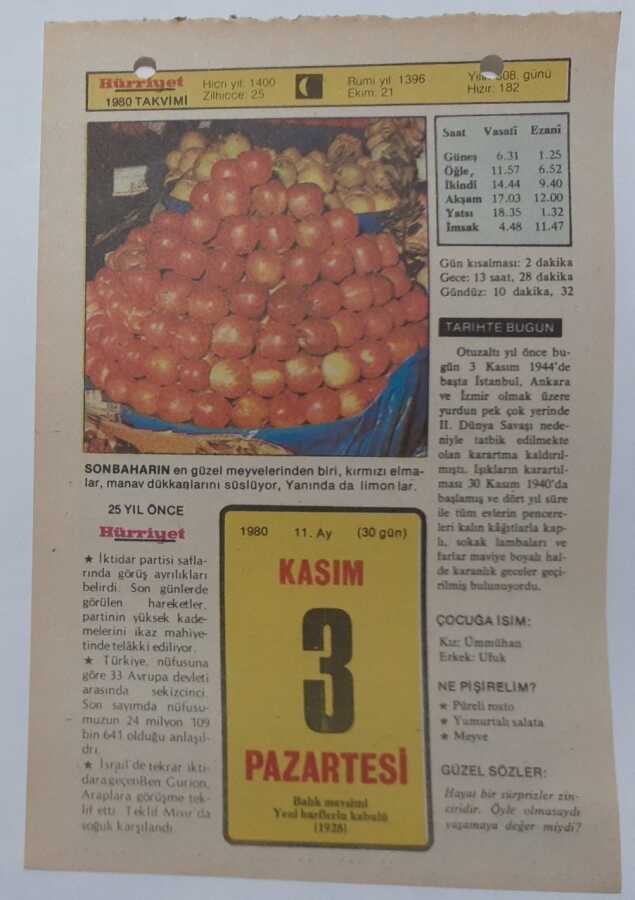 Hürriyet
1980 TAKVİMİ
Hicri yıl: 1400
Zilhicce: 25
Rumi yıl: 1396
Ekim: 21
308. günü
Hızır: 182
Saat Vasatî Ezanî
Güneş 6.31 1.25
Öğle, 11.57 6.52
İkindi 14.44 9.40
Akşam 17.03 12.00
Yatsı 18.35 1.32
İmsak 4.48 11.47
Gün kısalması: 2 dakika
Gece: 13 saat, 28 dakika
Gündüz: 10 dakika, 32
TARİHTE BUGÜN
Otuzaltı yıl önce bu-
gün 3 Kasım 1944'de
başta İstanbul, Ankara
ve İzmir olmak üzere
yurdun pek çok yerinde
II. Dünya Savaşı nede-
niyle tatbik edilmekte
olan karartma kaldırıl-
mıştı. Işıkların karartıl-
ması 30 Kasım 1940'da
başlamış ve dört yıl süre
ile tüm evlerin pencere-
leri kalın kâğıtlarla kap-
lı, sokak lambaları ve
farlar maviye boyalı hal-
de karanlık geceler geçi-
rilmiş bulunuyordu.
SONBAHARIN en güzel meyvelerinden biri, kırmızı elma-
lar, manav dükkanlarını süslüyor, Yanında da limonlar.
25 YIL ÖNCE
Hürriyet
★ İktidar partisi safla-
rında görüş ayrılıkları
belirdi. Son günlerde
görülen hareketler,
partinin yüksek kade-
melerini ikaz mahiye-
tinde telâkki ediliyor.
★ Türkiye, nüfusuna
göre 33 Avrupa devleti
arasında sekizcinci.
Son sayımda nüfusu-
muzun 24 milyon 109
bin 641 olduğu anlaşıl-
dı.
★ İsrail'de tekrar ikti-
dara geçen Ben Gurion,
Araplara görüşme tek-
lif etti. Teklif Mısır'da
soğuk karşılandı.
1980 11. Ay (30 gün)
KASIM
3
PAZARTESİ
Balık mevsimi
Yeni harflerin kabulü
(1928)
ÇOCUĞA İSİM:
Kız: Ümmühan
Erkek: Ufuk
NE PİŞİRELİM?
★ Püreli rosto
★ Yumurtalı salata
★ Meyve
GÜZEL SÖZLER:
Hayat bir sürprizler zin-
ciridir. Öyle olmasaydı
yaşamaya değer miydi?